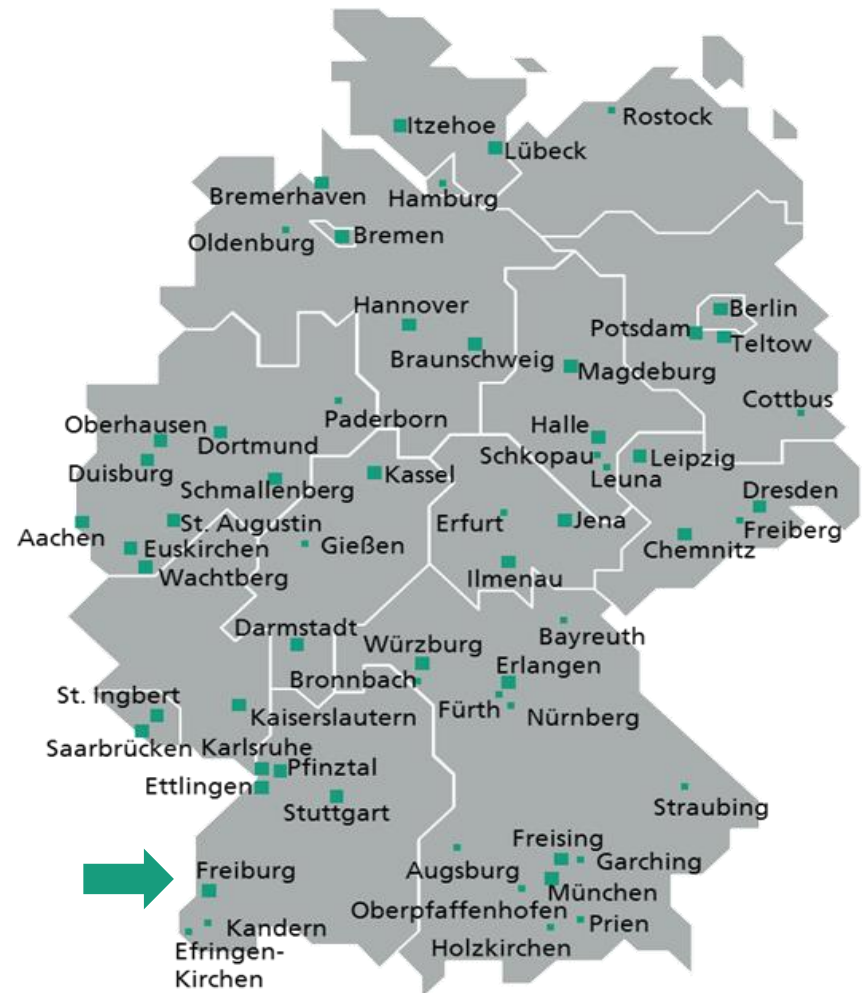 Itzehoe
Rostock
Lübeck
Bremerhaven
Hamburg
Oldenburg
Bremen
Hannover
Berlin
Potsdam
Teltow
Braunschweig
Magdeburg
Cottbus
Paderborn
Oberhausen
Dortmund
Halle
Duisburg
Schkopau
Leipzig
Kassel
Leuna
Schmallenberg
Dresden
Aachen
St. Augustin
Erfurt
Jena
Freiberg
Euskirchen
Gießen
Chemnitz
Wachtberg
Ilmenau
Darmstadt
Würzburg
Bayreuth
Bronnbach
Erlangen
St. Ingbert
Kaiserslautern
Fürth
Nürnberg
Saarbrücken
Karlsruhe
Pfinztal
Ettlingen
Stuttgart
Straubing
Freising
Freiburg
Augsburg
Garching
München
Oberpfaffenhofen
Prien
Kandern
Holzkirchen
Efringen-
Kirchen